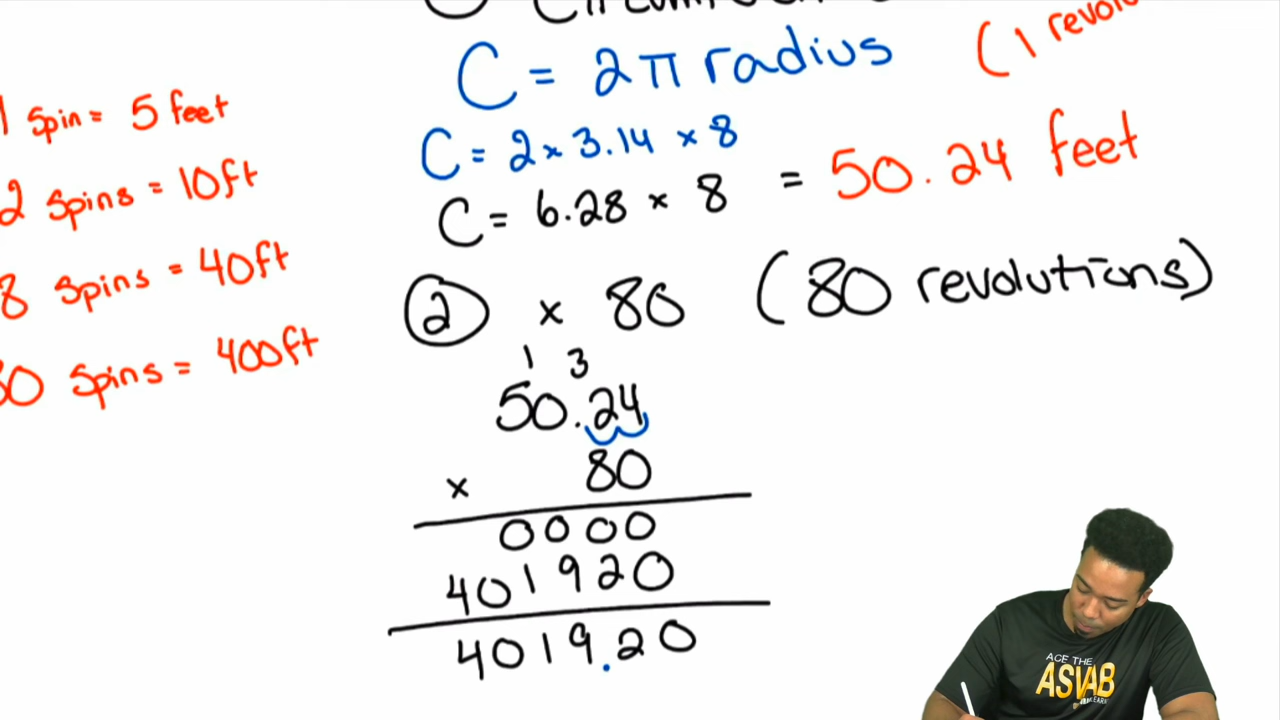 C = 2π radius
(1
1 spin = 5 feet
2 spins = 10ft
8 spins = 40ft
spins = 400ft
C = 2 x 3.14 x 8
C = 6.28 x 8 = 50.24 feet
2 x 80 (80 revolutions)
1 3
50.24
x 80
0000
401920
4019.20
ACE THE
ASVAB